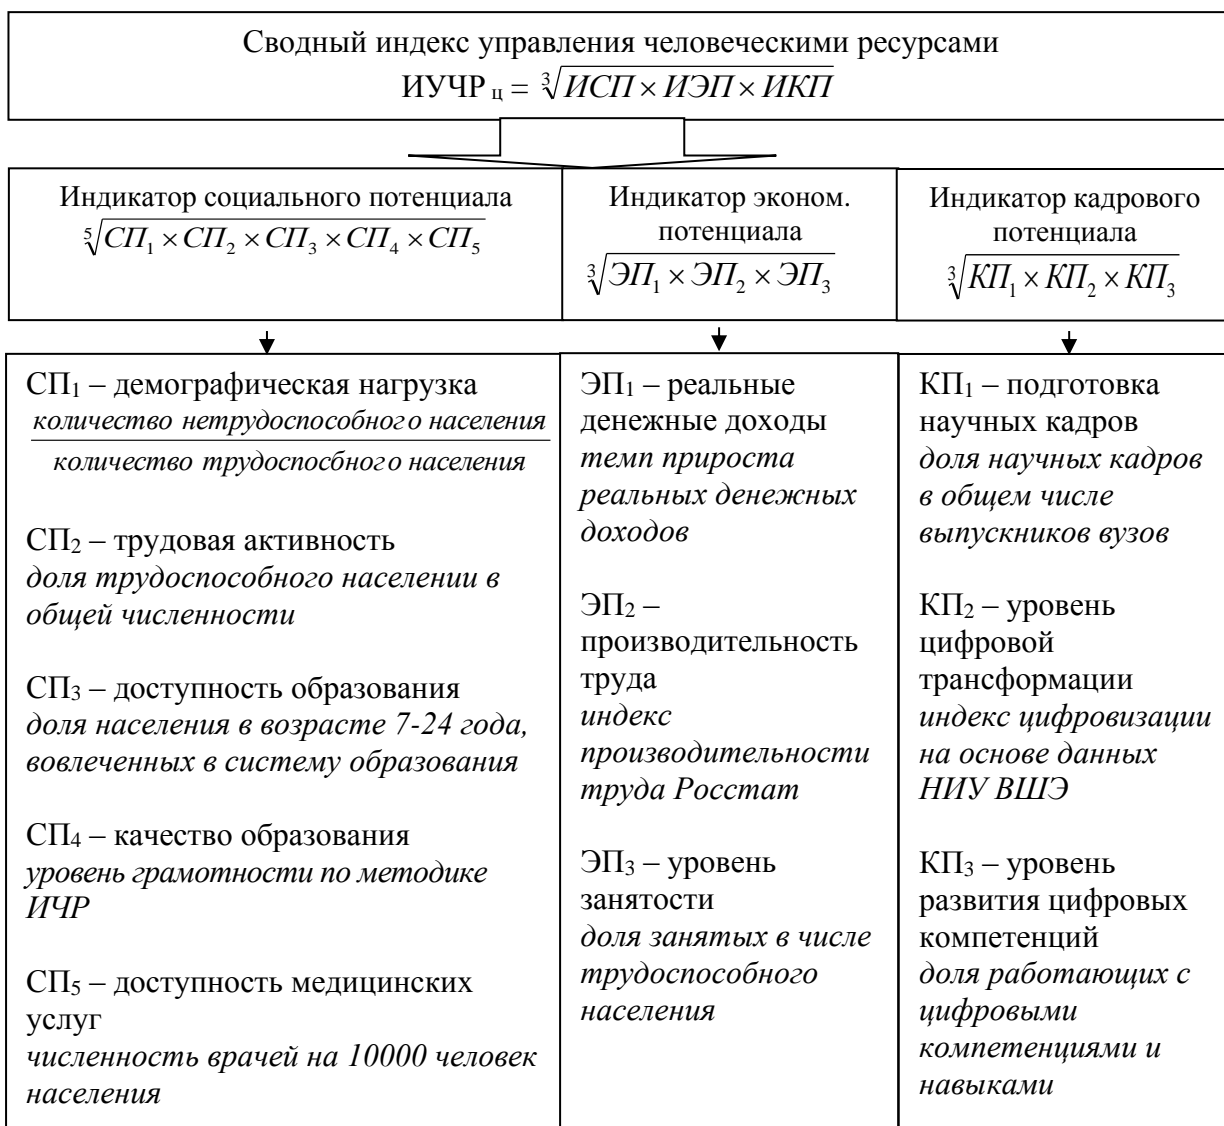 Сводный индекс управления человеческими ресурсами
ИУЧР ц = ∛ИСП × ИЭП × ИКП
Индикатор социального потенциала
⁵√СП₁ × СП₂ × СП₃ × СП₄ × СП₅
Индикатор эконом.
потенциала
³√ЭП₁ × ЭП₂ × ЭП₃
Индикатор кадрового
потенциала
³√КП₁ × КП₂ × КП₃
СП₁ – демографическая нагрузка
количество нетрудоспособног о населения
количество трудоспосбног о населения
СП₂ – трудовая активность
доля трудоспособного населении в
общей численности
СП₃ – доступность образования
доля населения в возрасте 7-24 года,
вовлеченных в систему образования
СП₄ – качество образования
уровень грамотности по методике
ИЧР
СП₅ – доступность медицинских
услуг
численность врачей на 10000 человек
населения
ЭП₁ – реальные
денежные доходы
темп прироста
реальных денежных
доходов
ЭП₂ –
производительность
труда
индекс
производительности
труда Росстат
ЭП₃ – уровень
занятости
доля занятых в числе
трудоспособного
населения
КП₁ – подготовка
научных кадров
доля научных кадров
в общем числе
выпускников вузов
КП₂ – уровень
цифровой
трансформации
индекс цифровизации
на основе данных
НИУ ВШЭ
КП₃ – уровень
развития цифровых
компетенций
доля работающих с
цифровыми
компетенциями и
навыками